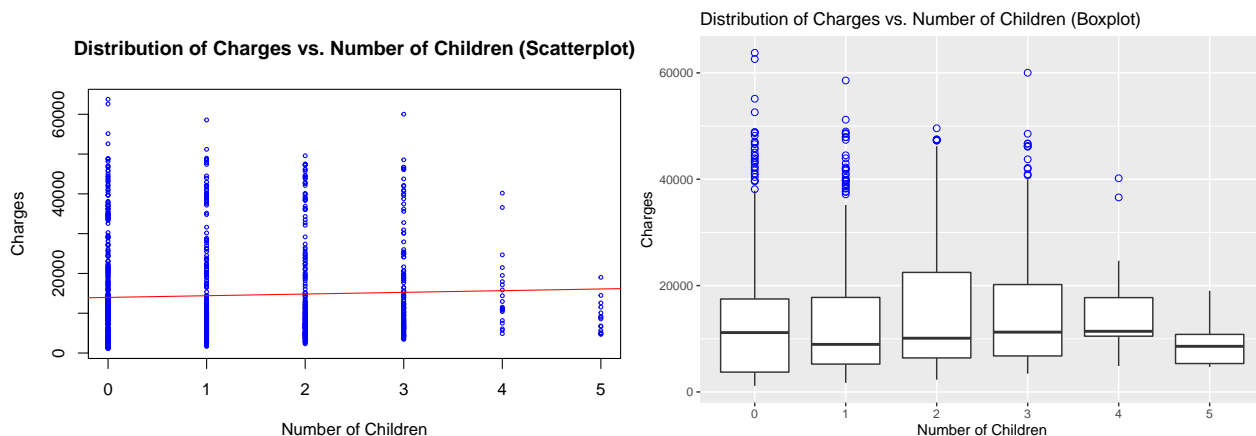 Distribution of Charges vs. Number of Children (Scatterplot)
Charges
60000
40000
20000
0
0 1 2 3 4 5
Number of Children
Distribution of Charges vs. Number of Children (Boxplot)
Charges
60000
40000
20000
0
0 1 2 3 4 5
Number of Children